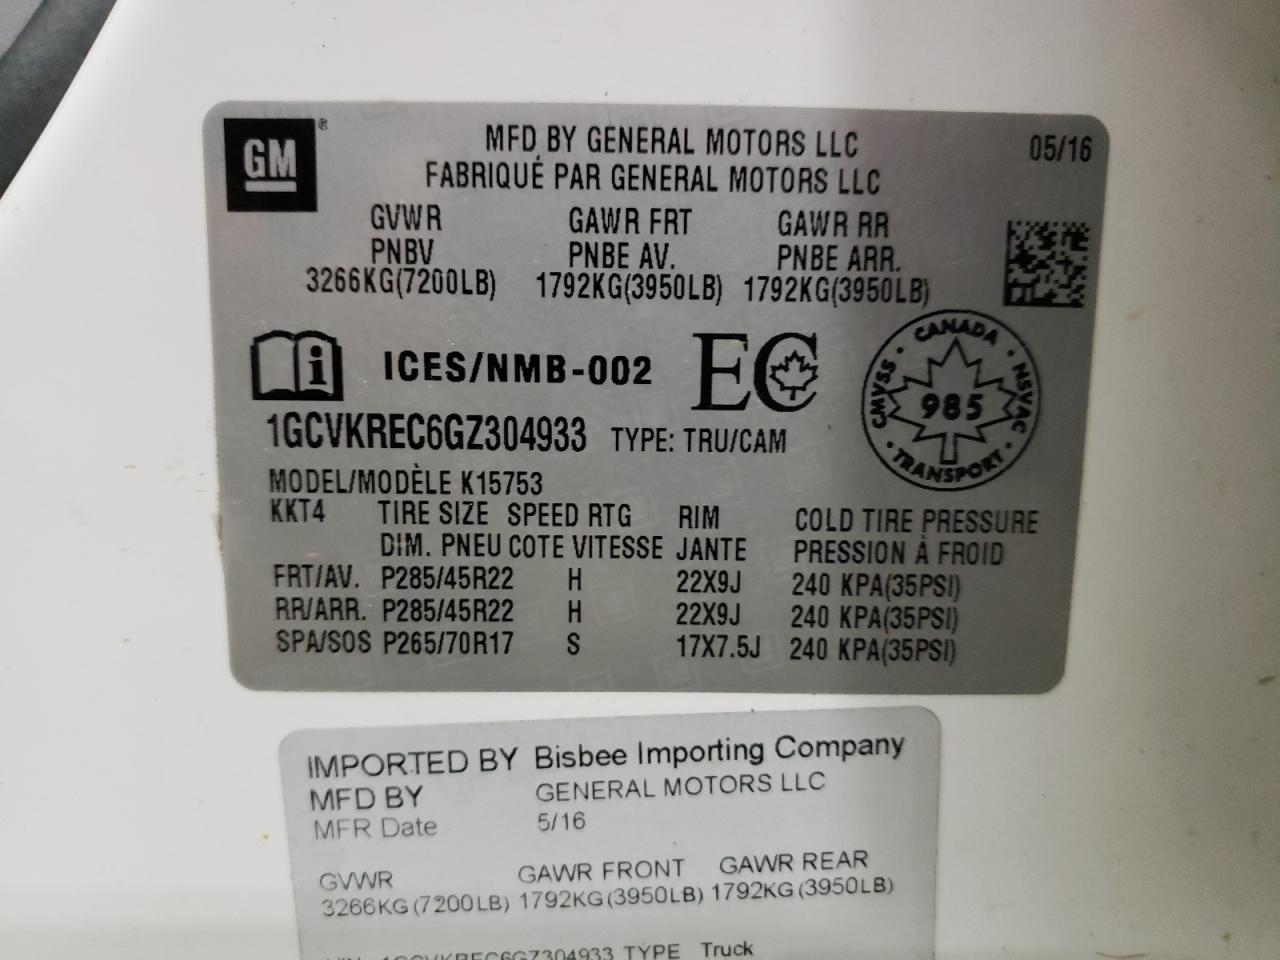 GM ®
MFD BY GENERAL MOTORS LLC 05/16
FABRIQUÉ PAR GENERAL MOTORS LLC
GVWR GAWR FRT GAWR RR
PNBV PNBE AV. PNBE ARR.
3266KG(7200LB) 1792KG(3950LB) 1792KG(3950LB)
i ICES/NMB-002 EC
CANADA
CMVSS 985 NSVAC
TRANSPORT
1GCVKREC6GZ304933 TYPE: TRU/CAM
MODEL/MODÈLE K15753
KKT4 TIRE SIZE SPEED RTG RIM COLD TIRE PRESSURE
DIM. PNEU COTE VITESSE JANTE PRESSION À FROID
FRT/AV. P285/45R22 H 22X9J 240 KPA(35PSI)
RR/ARR. P285/45R22 H 22X9J 240 KPA(35PSI)
SPA/SOS P265/70R17 S 17X7.5J 240 KPA(35PSI)
IMPORTED BY Bisbee Importing Company
MFD BY GENERAL MOTORS LLC
MFR Date 5/16
GVWR GAWR FRONT GAWR REAR
3266KG(7200LB) 1792KG(3950LB) 1792KG(3950LB)
1GCVKREC6GZ304933 TYPE Truck